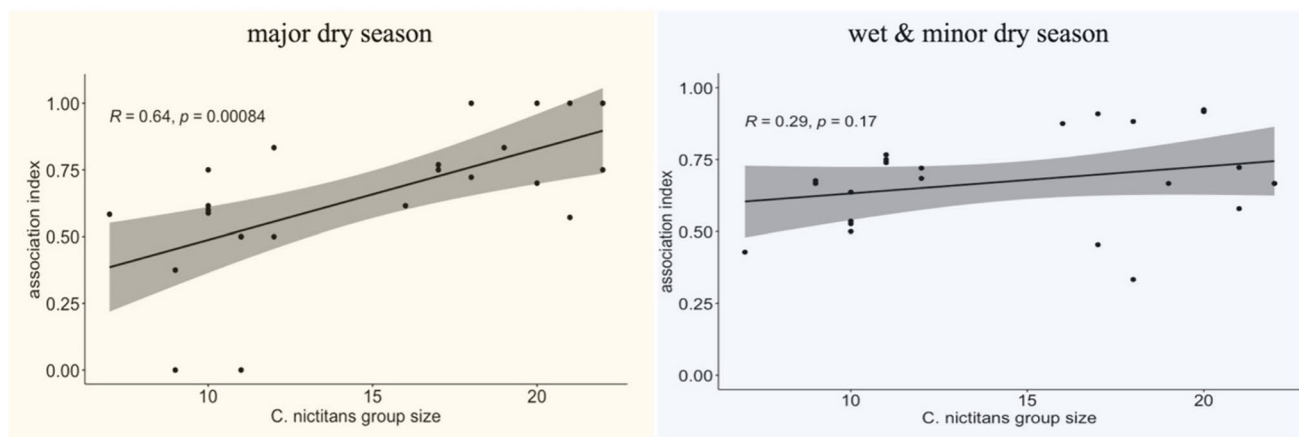 major dry season
R = 0.64, p = 0.00084
association index
1.00
0.75
0.50
0.25
0.00
10
15
20
C. nictitans group size
wet & minor dry season
R = 0.29, p = 0.17
association index
1.00
0.75
0.50
0.25
0.00
10
15
20
C. nictitans group size